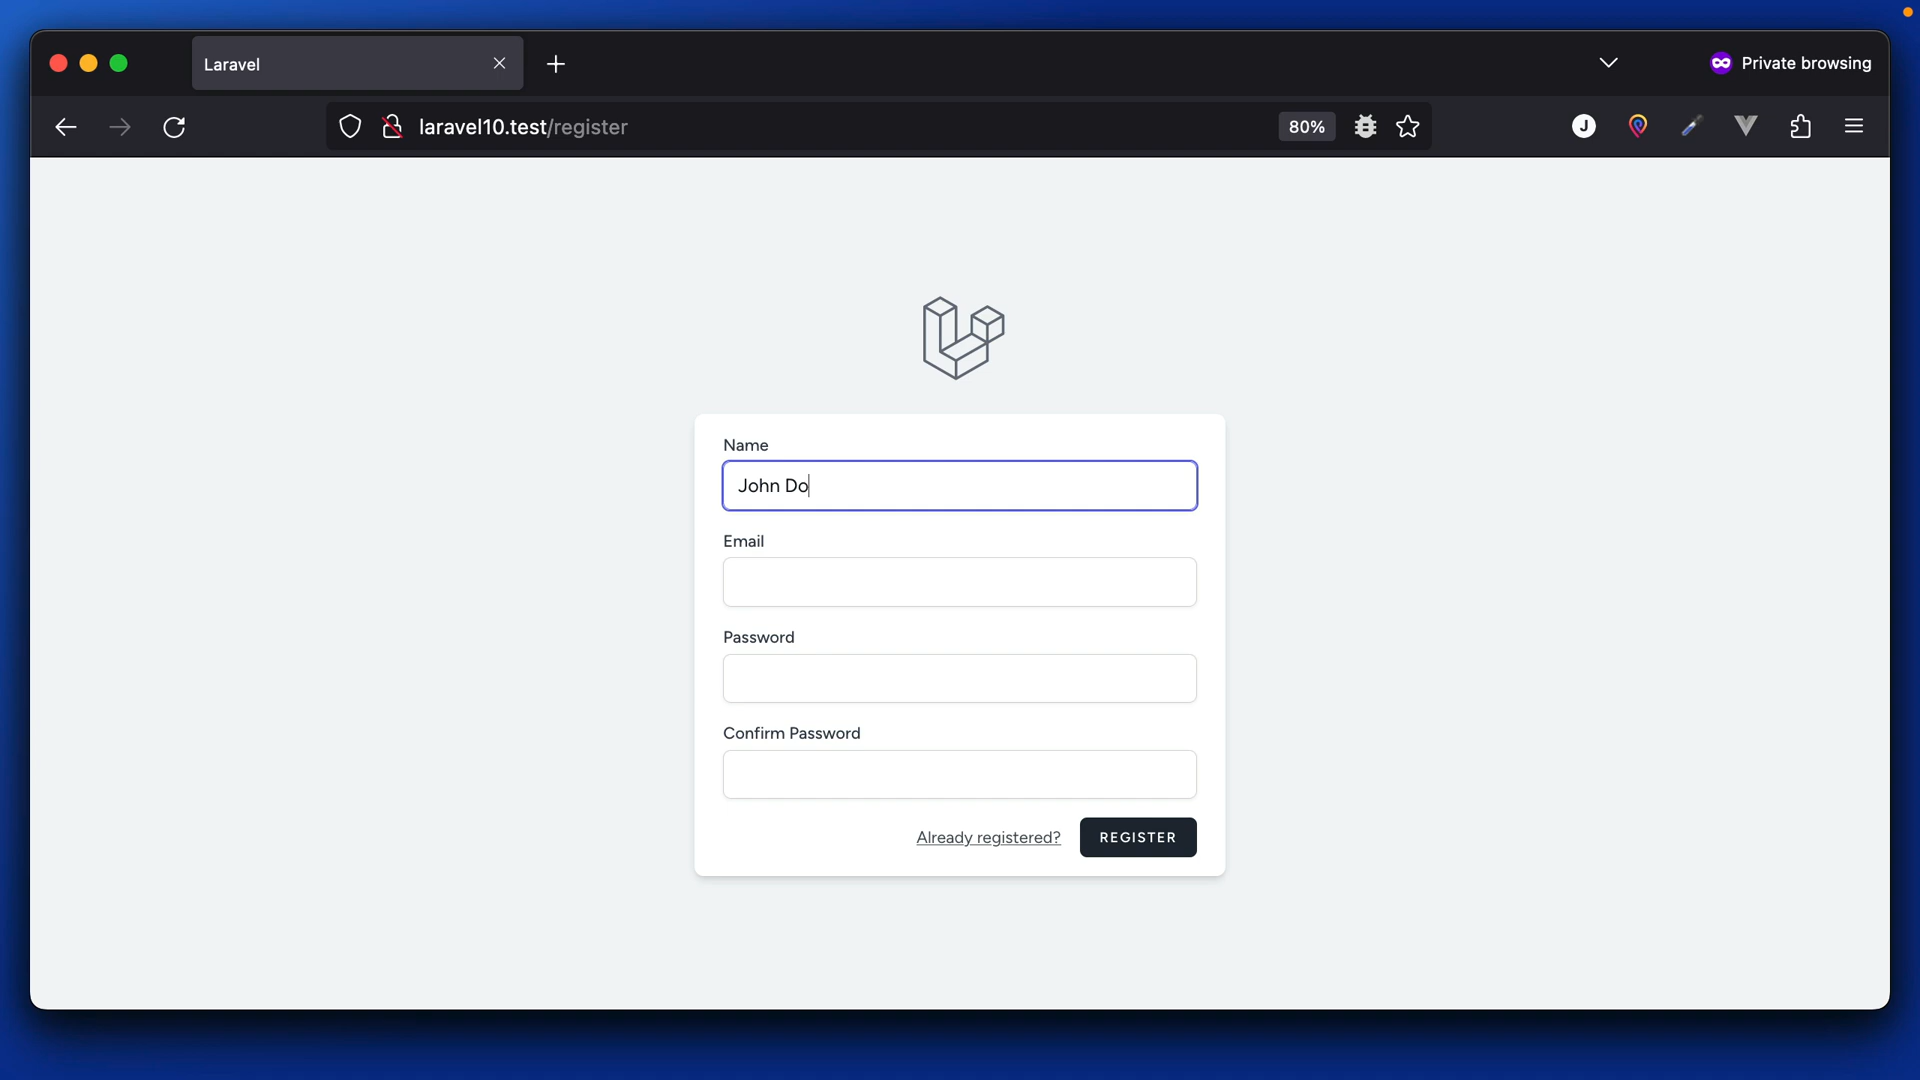 Laravel
Private browsing
laravel10.test/register
80%
J
Name
John Do
Email
Password
Confirm Password
Already registered?
REGISTER